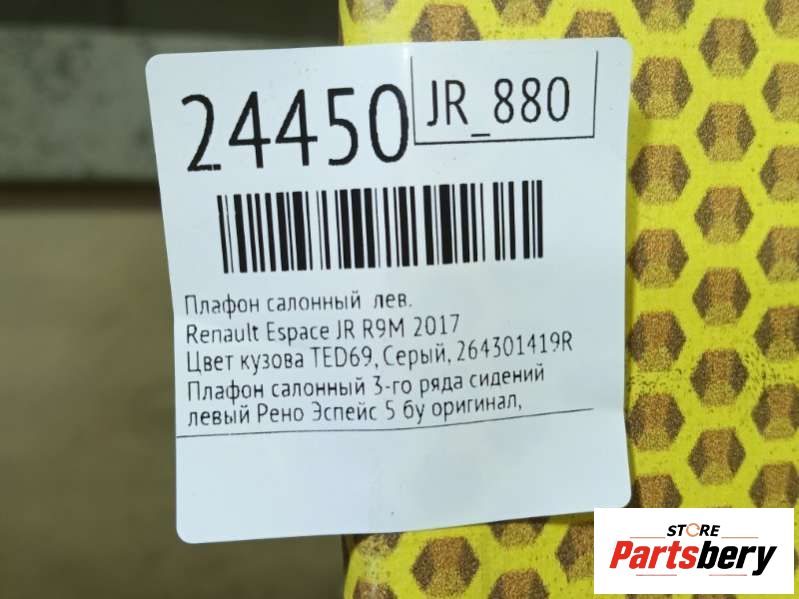 24450
JR_880
Плафон салонный лев.
Renault Espace JR R9M 2017
Цвет кузова TED69, Серый, 264301419R
Плафон салонный 3-го ряда сидений
левый Рено Эспейс 5 бу оригинал,
STORE
Partsbery